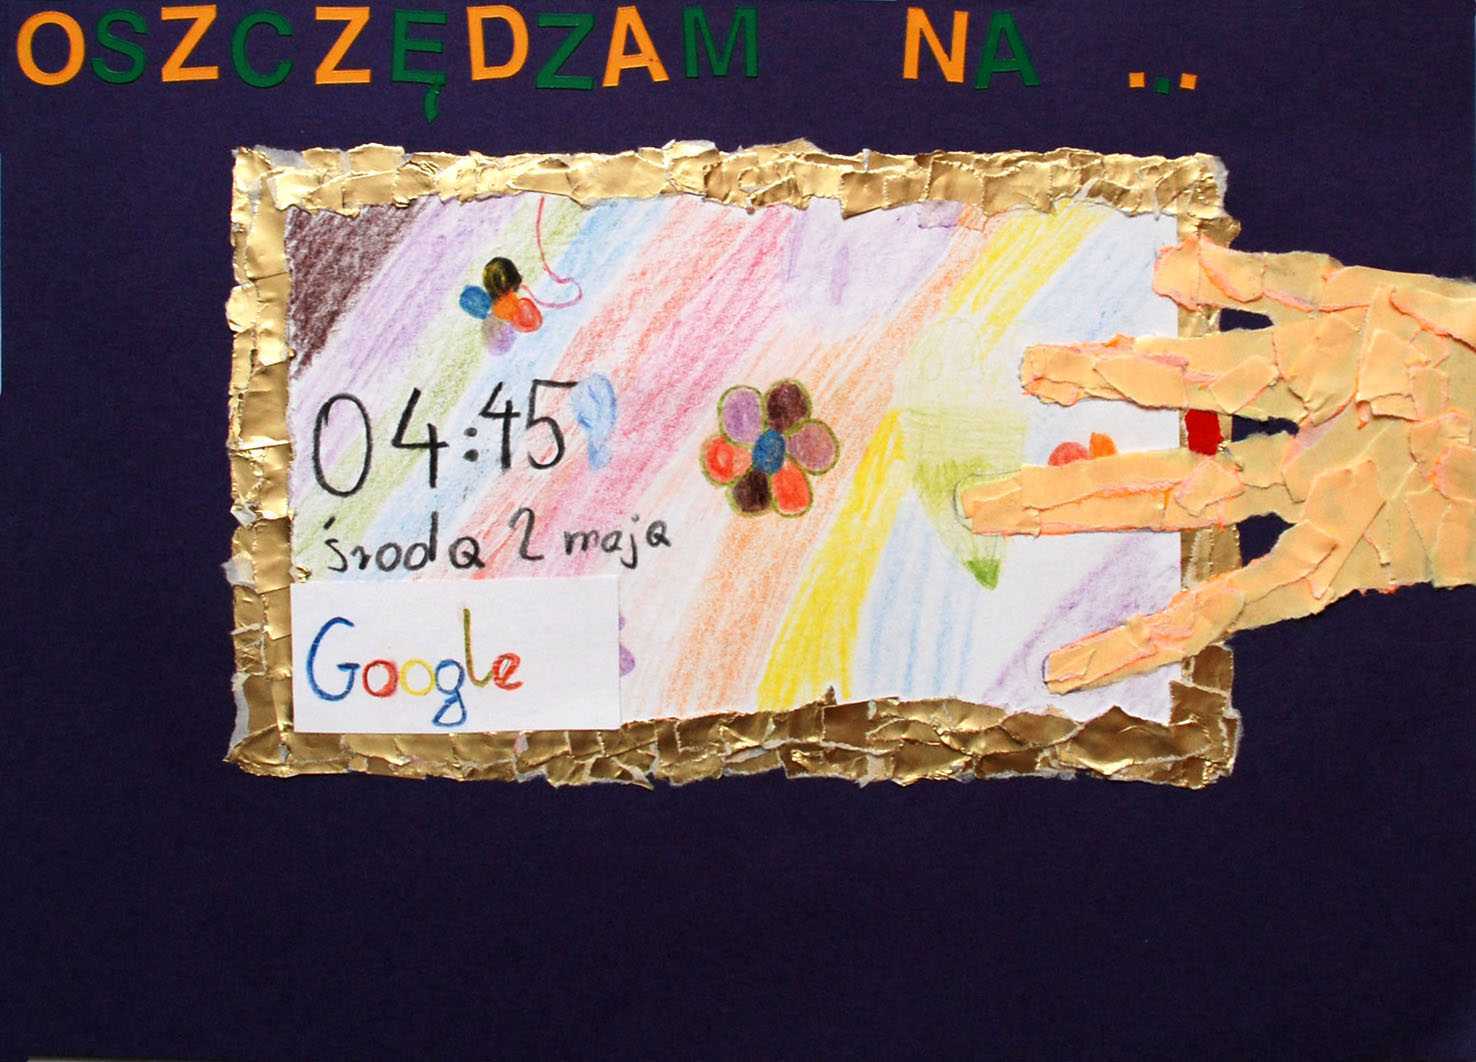 OSZCZĘDZAM NA ...
04:45
środa 2 maja
Google